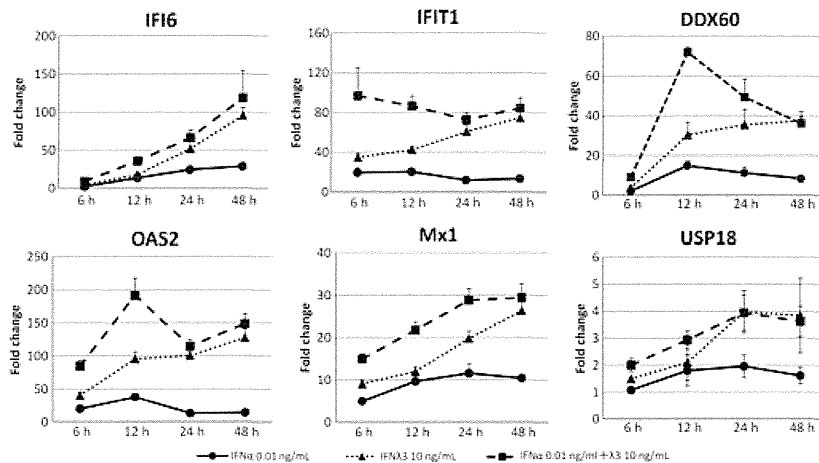 IFI6
Fold change
200
150
100
50
0
6 h 12 h 24 h 48 h
IFIT1
Fold change
160
120
80
40
0
6 h 12 h 24 h 48 h
DDX60
Fold change
80
60
40
20
0
6 h 12 h 24 h 48 h
OAS2
Fold change
250
200
150
100
50
0
6 h 12 h 24 h 48 h
Mx1
Fold change
40
30
20
10
0
6 h 12 h 24 h 48 h
USP18
Fold change
6
5
4
3
2
1
0
6 h 12 h 24 h 48 h
IFNα 0.01 ng/mL
IFNλ3 10 ng/mL
IFNα 0.01 ng/ml + λ3 10 ng/mL